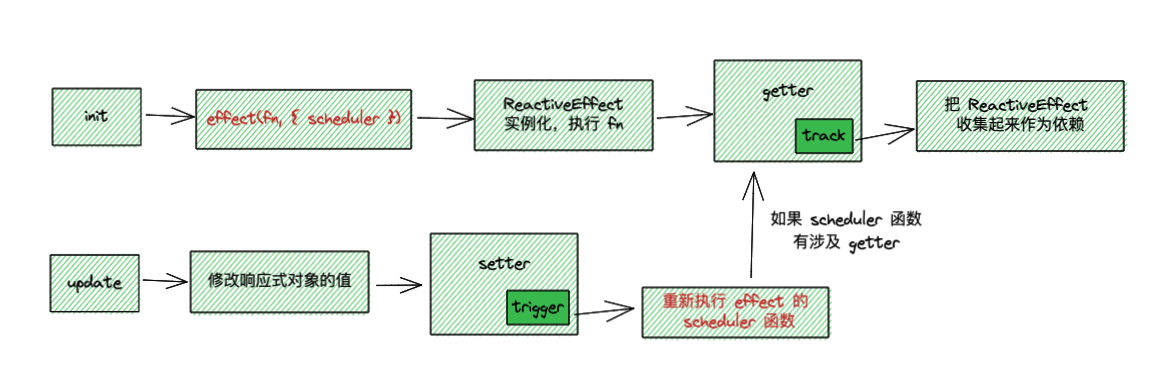 init
effect(fn, { scheduler })
ReactiveEffect
实例化，执行 fn
getter
track
把 ReactiveEffect
收集起来作为依赖
如果 scheduler 函数
有涉及 getter
update
修改响应式对象的值
setter
trigger
重新执行 effect 的
scheduler 函数